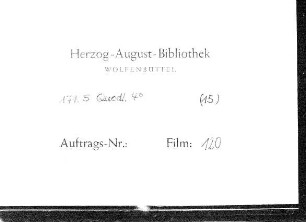 Herzog-August-Bibliothek
WOLFENBÜTTEL
171.5 Quodl. 4° (15)
Auftrags-Nr.: Film: 120